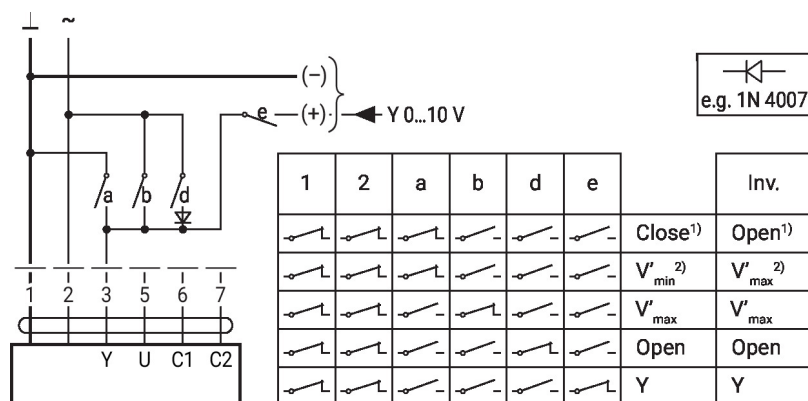 ⊥ ~
(–)
e (+) Y 0...10 V
a b d
e.g. 1N 4007
1 2 a b d e Inv.
Close¹⁾ Open¹⁾
V'min²⁾ V'max²⁾
V'max V'max
Open Open
Y Y
1 2 3 5 6 7
Y U C1 C2